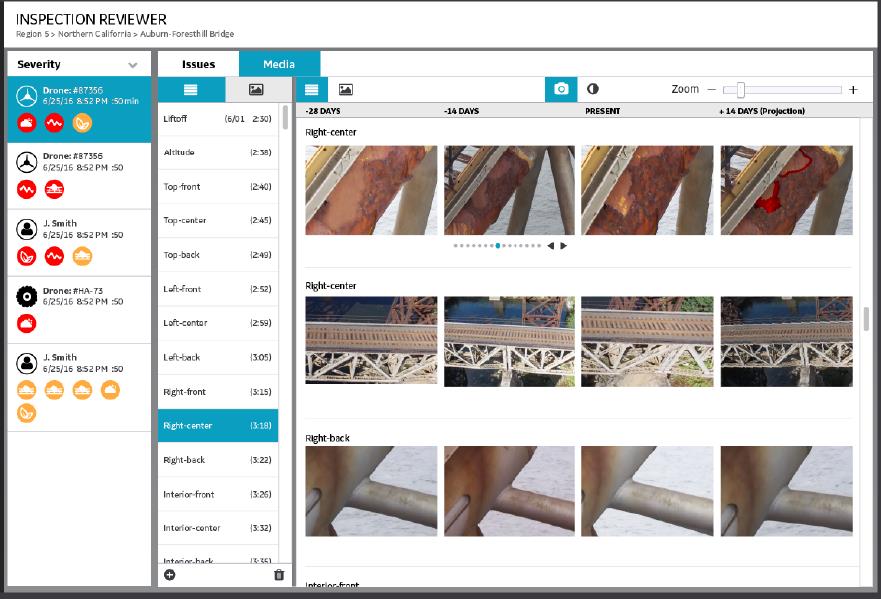 INSPECTION REVIEWER
Region 5 > Northern California > Auburn-Foresthill Bridge
Severity
Drone: #87356
6/25/16 8:52 PM :50min
Drone: #87356
6/25/16 8:52 PM :50
J. Smith
6/25/16 8:52 PM :50
Drone: #HA-73
6/25/16 8:52 PM :50
J. Smith
6/25/16 8:52 PM :50
Issues
Media
Liftoff (6/01 2:30)
Altitude (2:38)
Top-front (2:40)
Top-center (2:45)
Top-back (2:49)
Left-front (2:52)
Left-center (2:59)
Left-back (3:05)
Right-front (3:15)
Right-center (3:18)
Right-back (3:22)
Interior-front (3:26)
Interior-center (3:32)
Interior-back (3:35)
Zoom
-28 DAYS
-14 DAYS
PRESENT
+ 14 DAYS (Projection)
Right-center
Right-center
Right-back
Interior-front